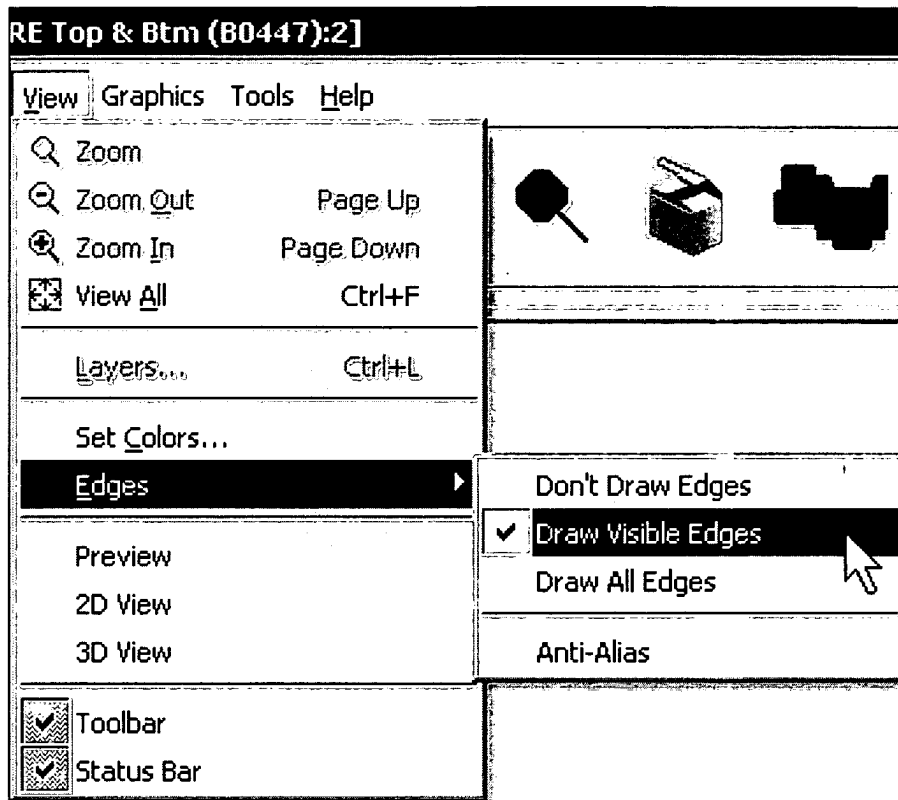 RE Top & Btm (B0447):2]
View Graphics Tools Help
Zoom
Zoom Out Page Up
Zoom In Page Down
View All Ctrl+F
Layers... Ctrl+L
Set Colors...
Edges
Don't Draw Edges
Draw Visible Edges
Draw All Edges
Anti-Alias
Preview
2D View
3D View
Toolbar
Status Bar